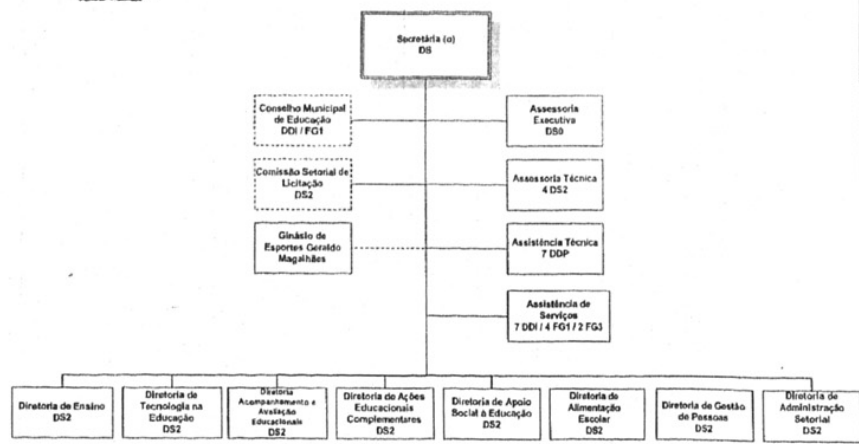 Secretária (o)
DS
Conselho Municipal
de Educação
DDI / FG1
Assessoria
Executiva
DS0
Comissão Setorial de
Licitação
DS2
Assessoria Técnica
4 DS2
Ginásio de
Esportes Geraldo
Magalhães
Assistência Técnica
7 DDP
Assistência de
Serviços
7 DDI / 4 FG1 / 2 FG3
Diretoria de Ensino
DS2
Diretoria de
Tecnologia na
Educação
DS2
Diretoria
Acompanhamento e
Avaliação
Educacionais
DS2
Diretoria de Ações
Educacionais
Complementares
DS2
Diretoria de Apoio
Social à Educação
DS2
Diretoria de
Alimentação
Escolar
DS2
Diretoria de Gestão
de Pessoas
DS2
Diretoria de
Administração
Setorial
DS2